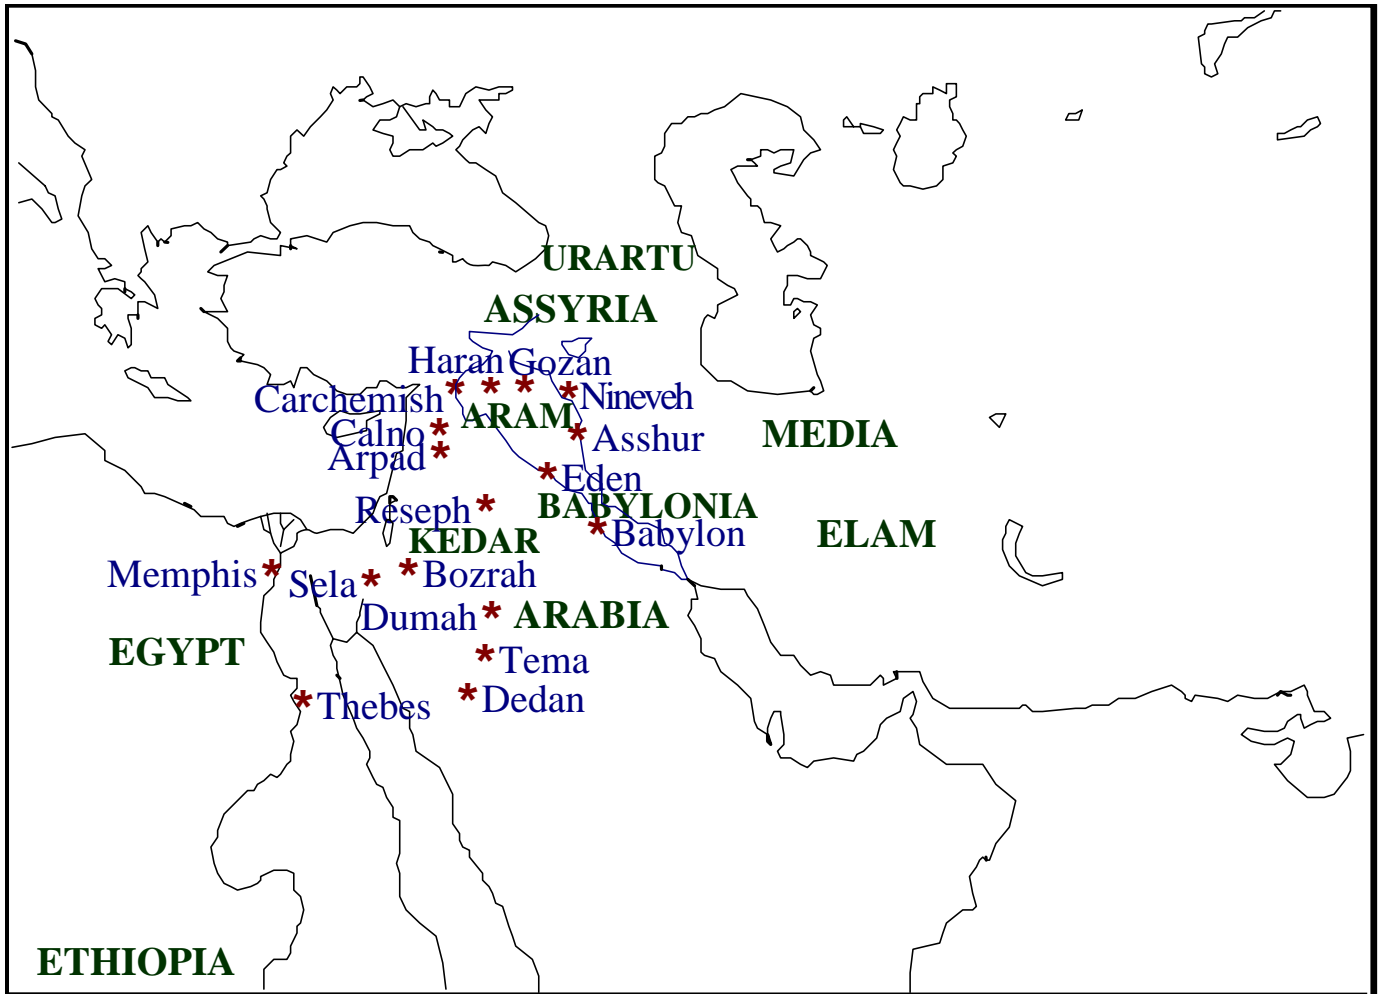 URARTU
ASSYRIA
Haran Gozan
Carchemish
Nineveh
ARAM
Calno
Asshur
MEDIA
Arpad
Eden
Reseph
BABYLONIA
Babylon
ELAM
KEDAR
Memphis
Sela
Bozrah
Dumah
ARABIA
EGYPT
Tema
Thebes
Dedan
ETHIOPIA